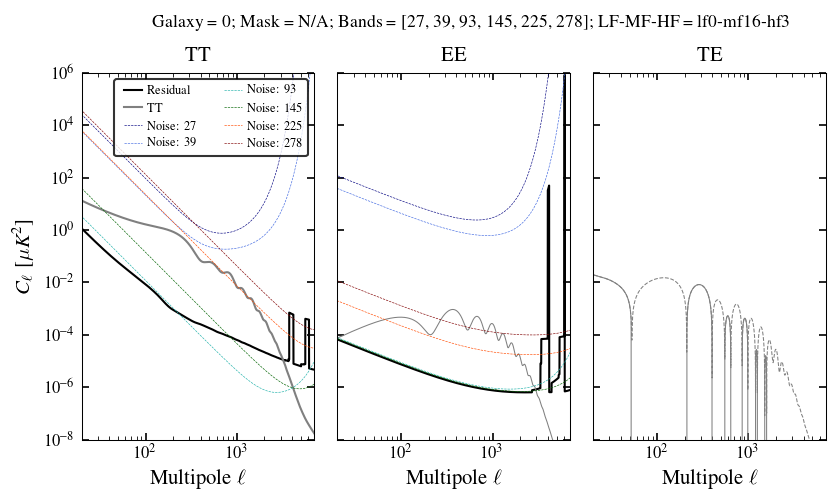 Galaxy = 0; Mask = N/A; Bands = [27, 39, 93, 145, 225, 278]; LF-MF-HF = lf0-mf16-hf3
TT EE TE
10^6
10^4
10^2
10^0
10^−2
10^−4
10^−6
10^−8
C_ℓ [μK^2]
Residual
TT
Noise: 27
Noise: 39
Noise: 93
Noise: 145
Noise: 225
Noise: 278
10^2 10^3 10^2 10^3 10^2 10^3
Multipole ℓ Multipole ℓ Multipole ℓ